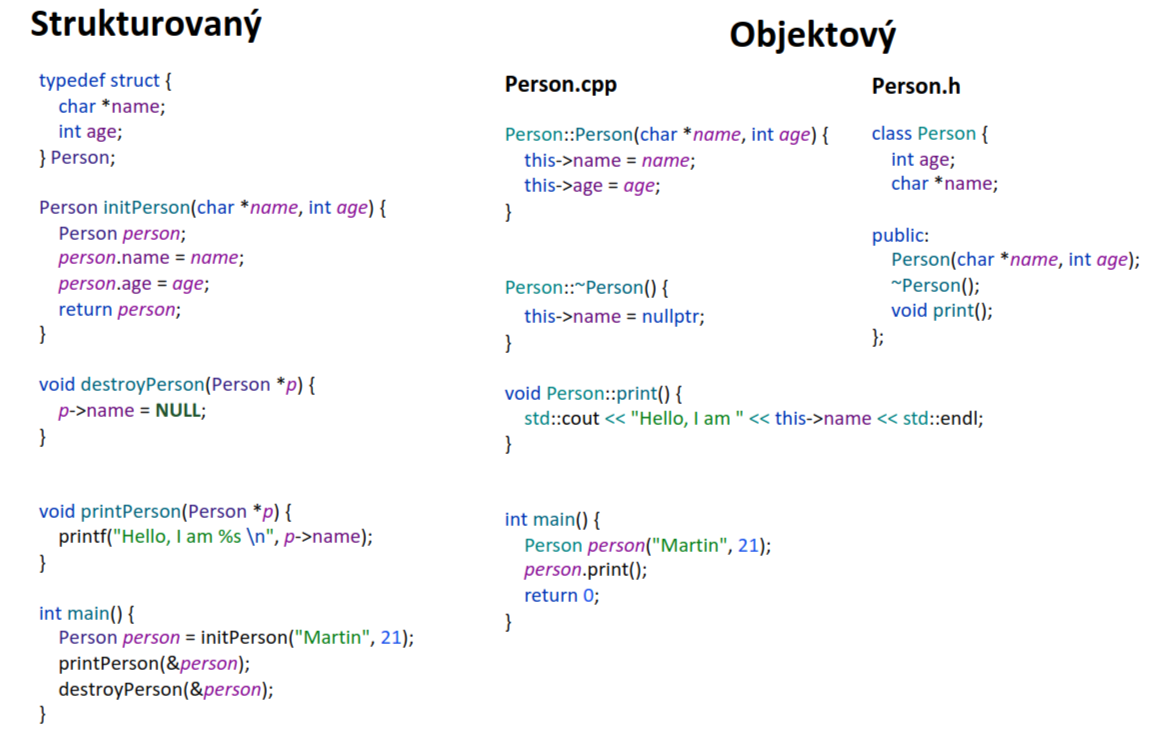 Strukturovaný
typedef struct {
char *name;
int age;
} Person;
Person initPerson(char *name, int age) {
Person person;
person.name = name;
person.age = age;
return person;
}
void destroyPerson(Person *p) {
p->name = NULL;
}
void printPerson(Person *p) {
printf("Hello, I am %s \n", p->name);
}
int main() {
Person person = initPerson("Martin", 21);
printPerson(&person);
destroyPerson(&person);
}
Objektový
Person.cpp
Person::Person(char *name, int age) {
this->name = name;
this->age = age;
}
Person::~Person() {
this->name = nullptr;
}
void Person::print() {
std::cout << "Hello, I am " << this->name << std::endl;
}
int main() {
Person person("Martin", 21);
person.print();
return 0;
}
Person.h
class Person {
int age;
char *name;
public:
Person(char *name, int age);
~Person();
void print();
};